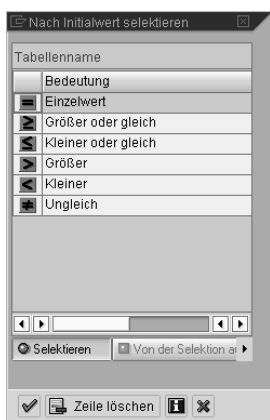 Nach Initialwert selektieren
Tabellenname
Bedeutung
= Einzelwert
≥ Größer oder gleich
≤ Kleiner oder gleich
> Größer
< Kleiner
≠ Ungleich
Selektieren
Von der Selektion
Zeile löschen